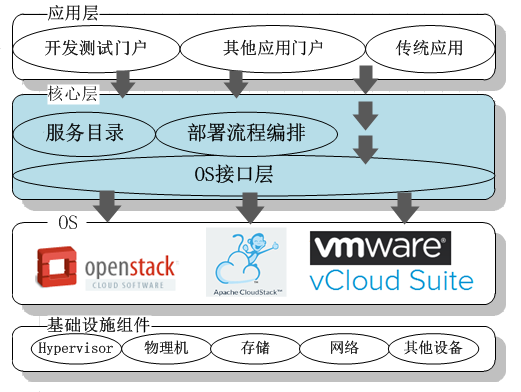 应用层
开发测试门户 其他应用门户 传统应用
核心层
服务目录 部署流程编排
OS接口层
OS
openstack
CLOUD SOFTWARE
Apache CloudStack™
vmware®
vCloud Suite
基础设施组件
Hypervisor 物理机 存储 网络 其他设备